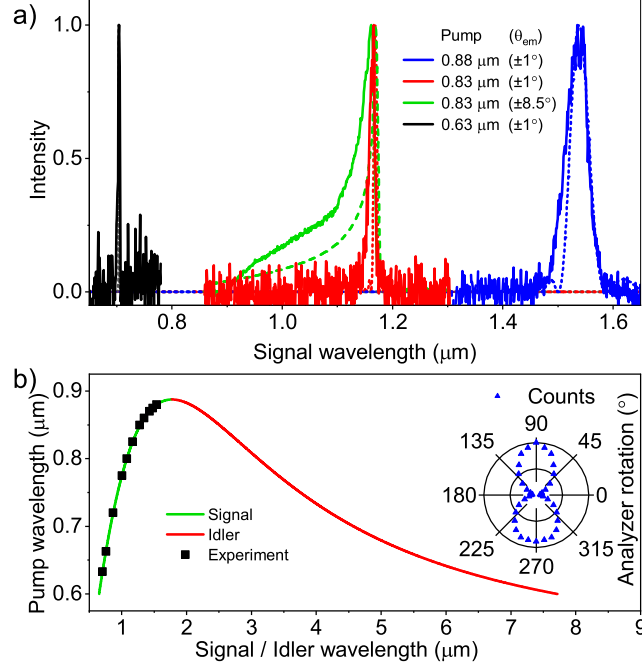 a)
Intensity
1.0
0.5
0.0
Pump (θem)
0.88 μm (±1°)
0.83 μm (±1°)
0.83 μm (±8.5°)
0.63 μm (±1°)
0.8 1.0 1.2 1.4 1.6
Signal wavelength (μm)
b)
Pump wavelength (μm)
0.9
0.8
0.7
0.6
Signal
Idler
Experiment
Counts
90
135 45
180 0
225 315
270
Analyzer rotation (°)
1 2 3 4 5 6 7 8 9
Signal / Idler wavelength (μm)